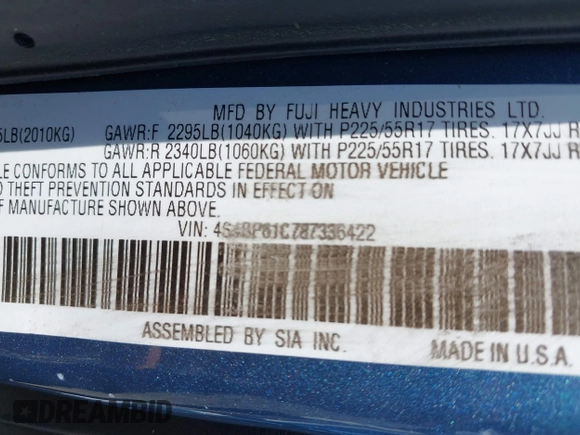 MFD BY FUJI HEAVY INDUSTRIES LTD.
5LB(2010KG) GAWR:F 2295LB(1040KG) WITH P225/55R17 TIRES. 17X7JJ R
GAWR:R 2340LB(1060KG) WITH P225/55R17 TIRES. 17X7JJ R
LE CONFORMS TO ALL APPLICABLE FEDERAL MOTOR VEHICLE
D THEFT PREVENTION STANDARDS IN EFFECT ON
F MANUFACTURE SHOWN ABOVE.
VIN: 4S4BP61C787336422
ASSEMBLED BY SIA INC.
MADE IN U.S.A.
DREAMBID